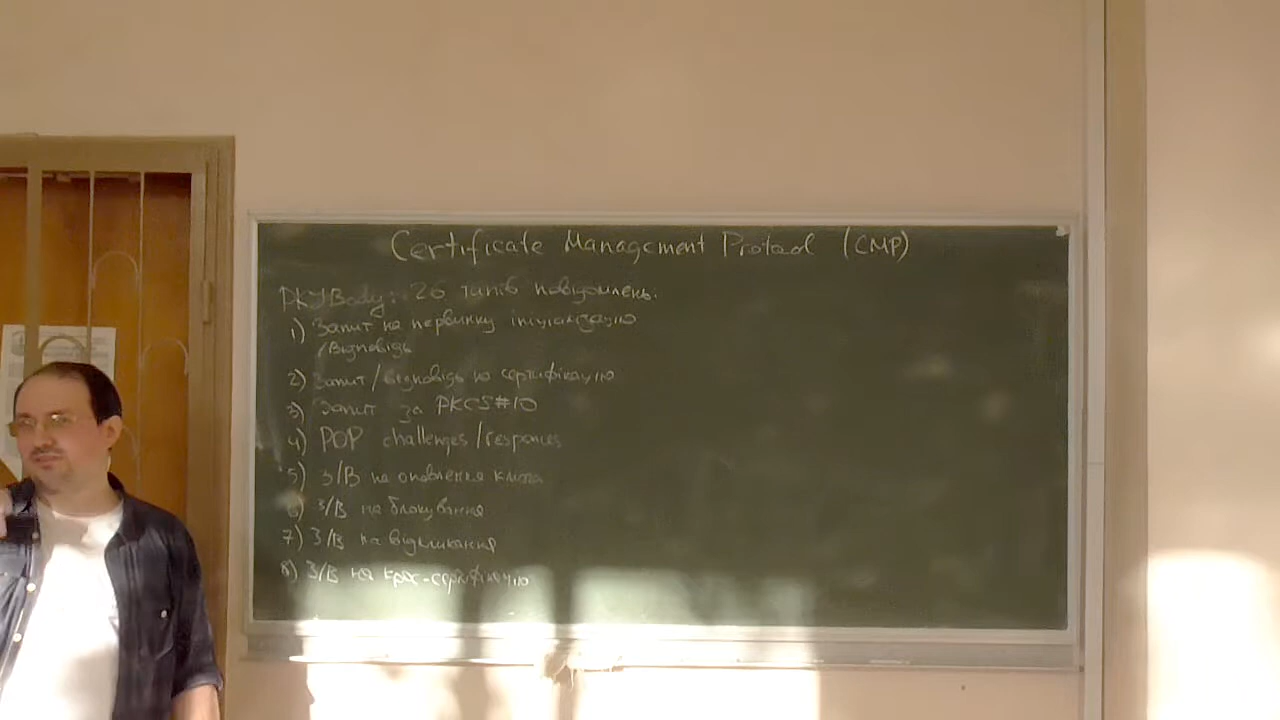 Certificate Management Protocol (CMP)
PKIBody: 26 типів повідомлень.
1) Запит на первинну ініціалізацію
/Відповідь
2) Запит/відповідь на сертифікацію
3) Запит за PKCS#10
4) POP challenges/responses
5) З/В на оновлення ключа
6) З/В на блокування
7) З/В на відмикання
8) З/В на крос-сертифікацію